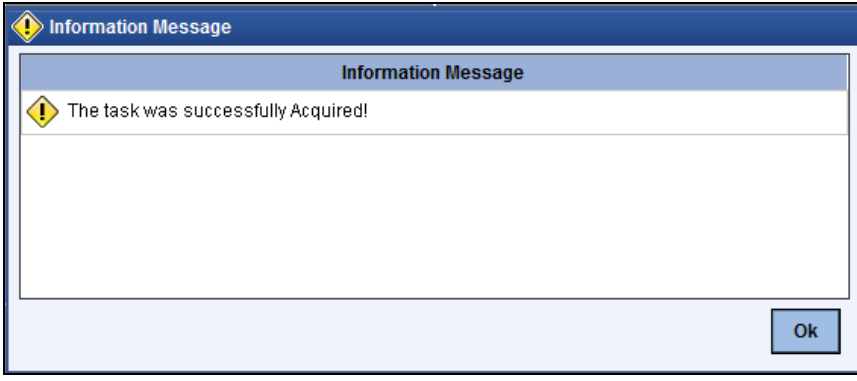 Information Message
Information Message
The task was successfully Acquired!
Ok